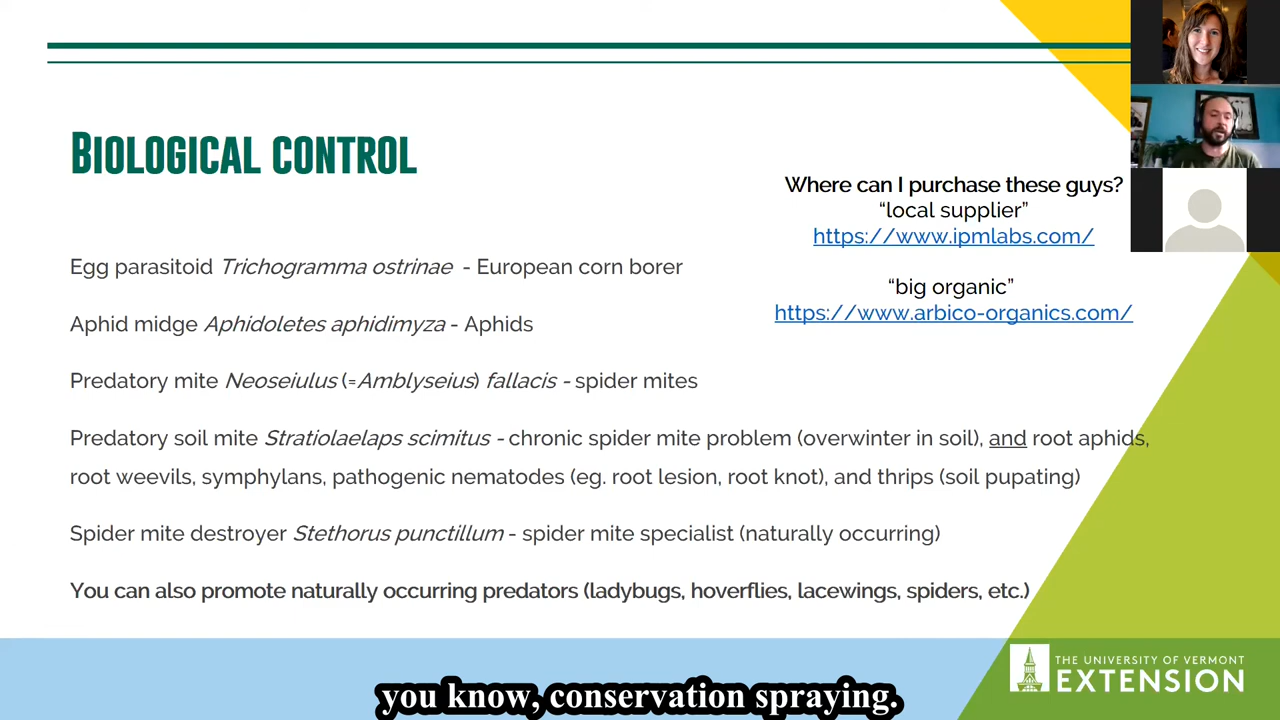 BIOLOGICAL CONTROL
Where can I purchase these guys?
“local supplier”
https://www.ipmlabs.com/
“big organic”
https://www.arbico-organics.com/
Egg parasitoid Trichogramma ostrinae - European corn borer
Aphid midge Aphidoletes aphidimyza - Aphids
Predatory mite Neoseiulus (=Amblyseius) fallacis - spider mites
Predatory soil mite Stratiolaelaps scimitus - chronic spider mite problem (overwinter in soil), and root aphids,
root weevils, symphylans, pathogenic nematodes (eg. root lesion, root knot), and thrips (soil pupating)
Spider mite destroyer Stethorus punctillum - spider mite specialist (naturally occurring)
You can also promote naturally occurring predators (ladybugs, hoverflies, lacewings, spiders, etc.)
THE UNIVERSITY OF VERMONT
EXTENSION
you know, conservation spraying.